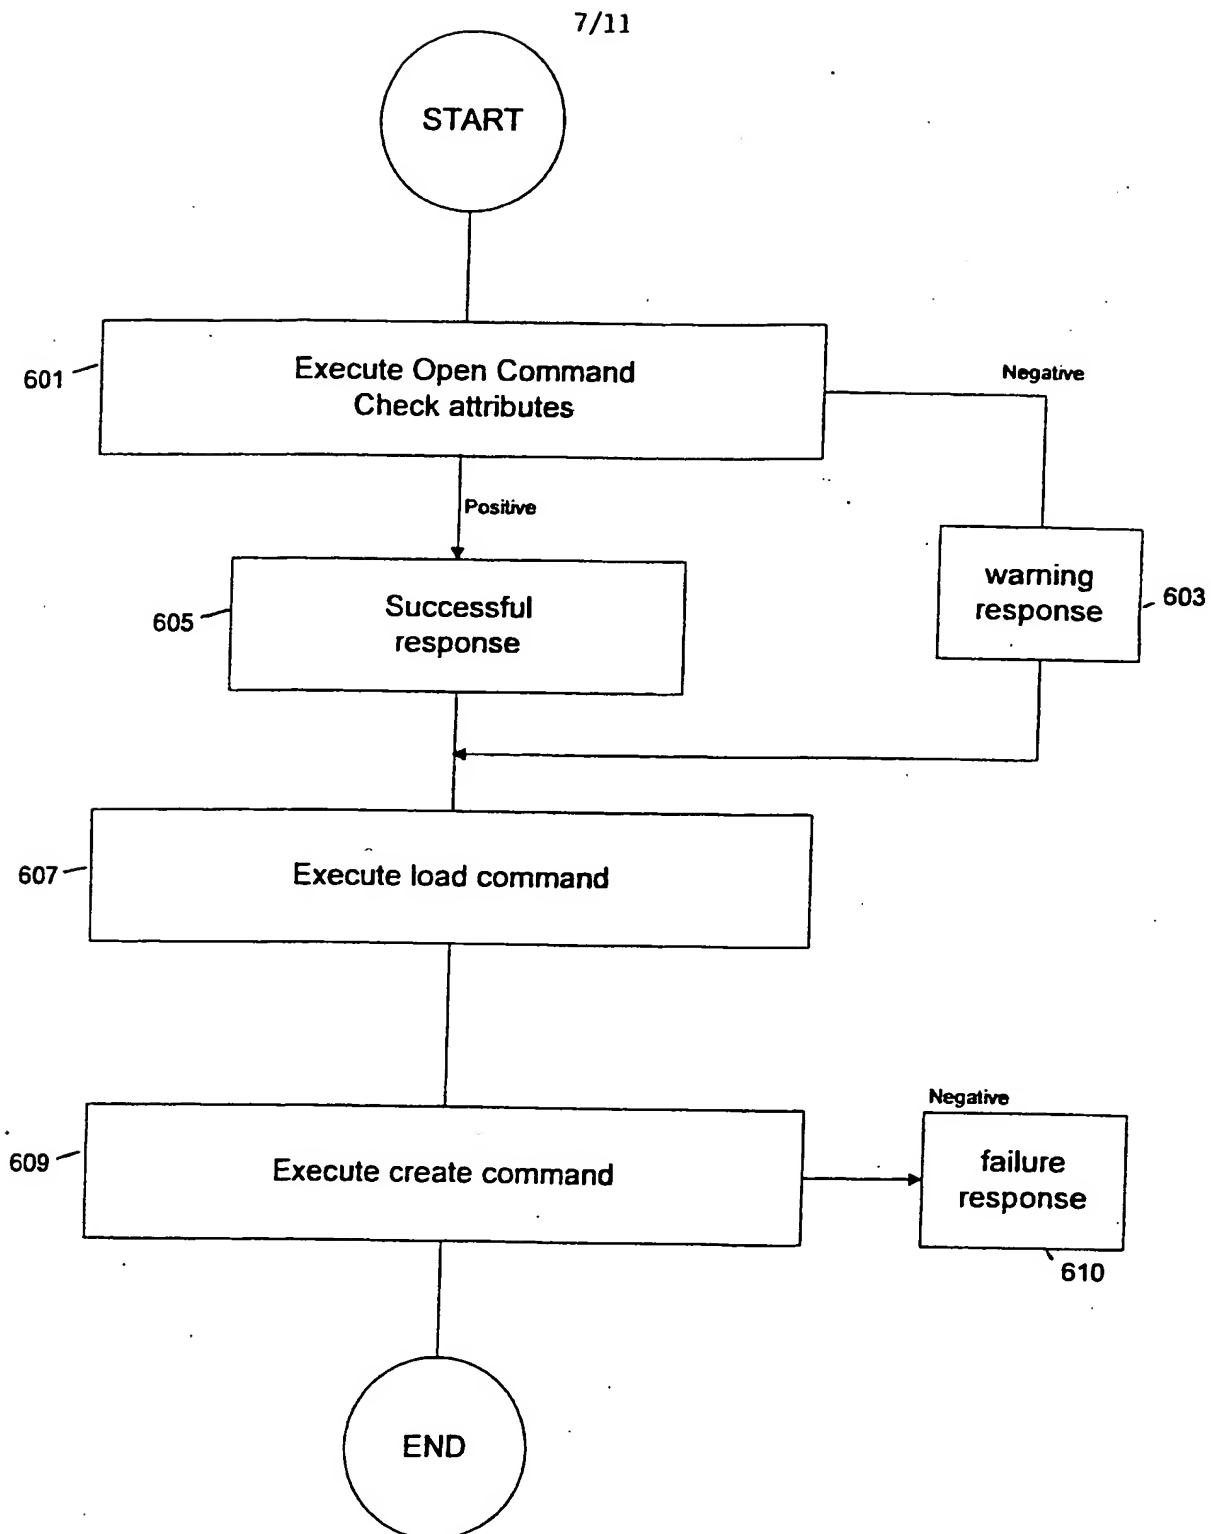 7/11
START
601
Execute Open Command
Check attributes
Negative
Positive
605
Successful
response
warning
response
603
607
Execute load command
609
Execute create command
Negative
failure
response
610
END